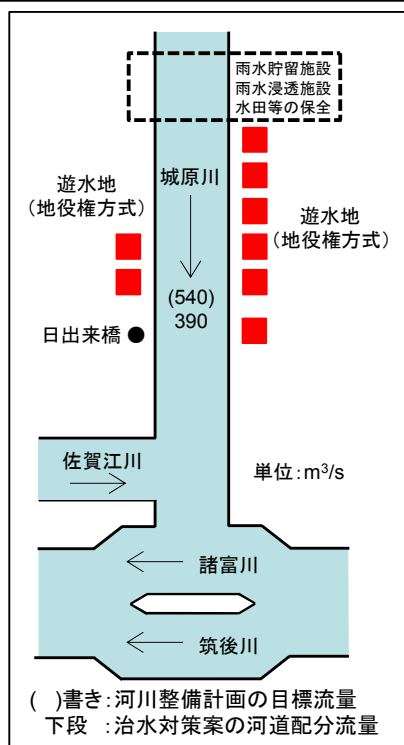 雨水貯留施設
雨水浸透施設
水田等の保全
城原川
遊水地
(地役権方式)
遊水地
(地役権方式)
(540)
390
日出来橋
佐賀江川
単位:m³/s
諸富川
筑後川
( )書き:河川整備計画の目標流量
下段 :治水対策案の河道配分流量